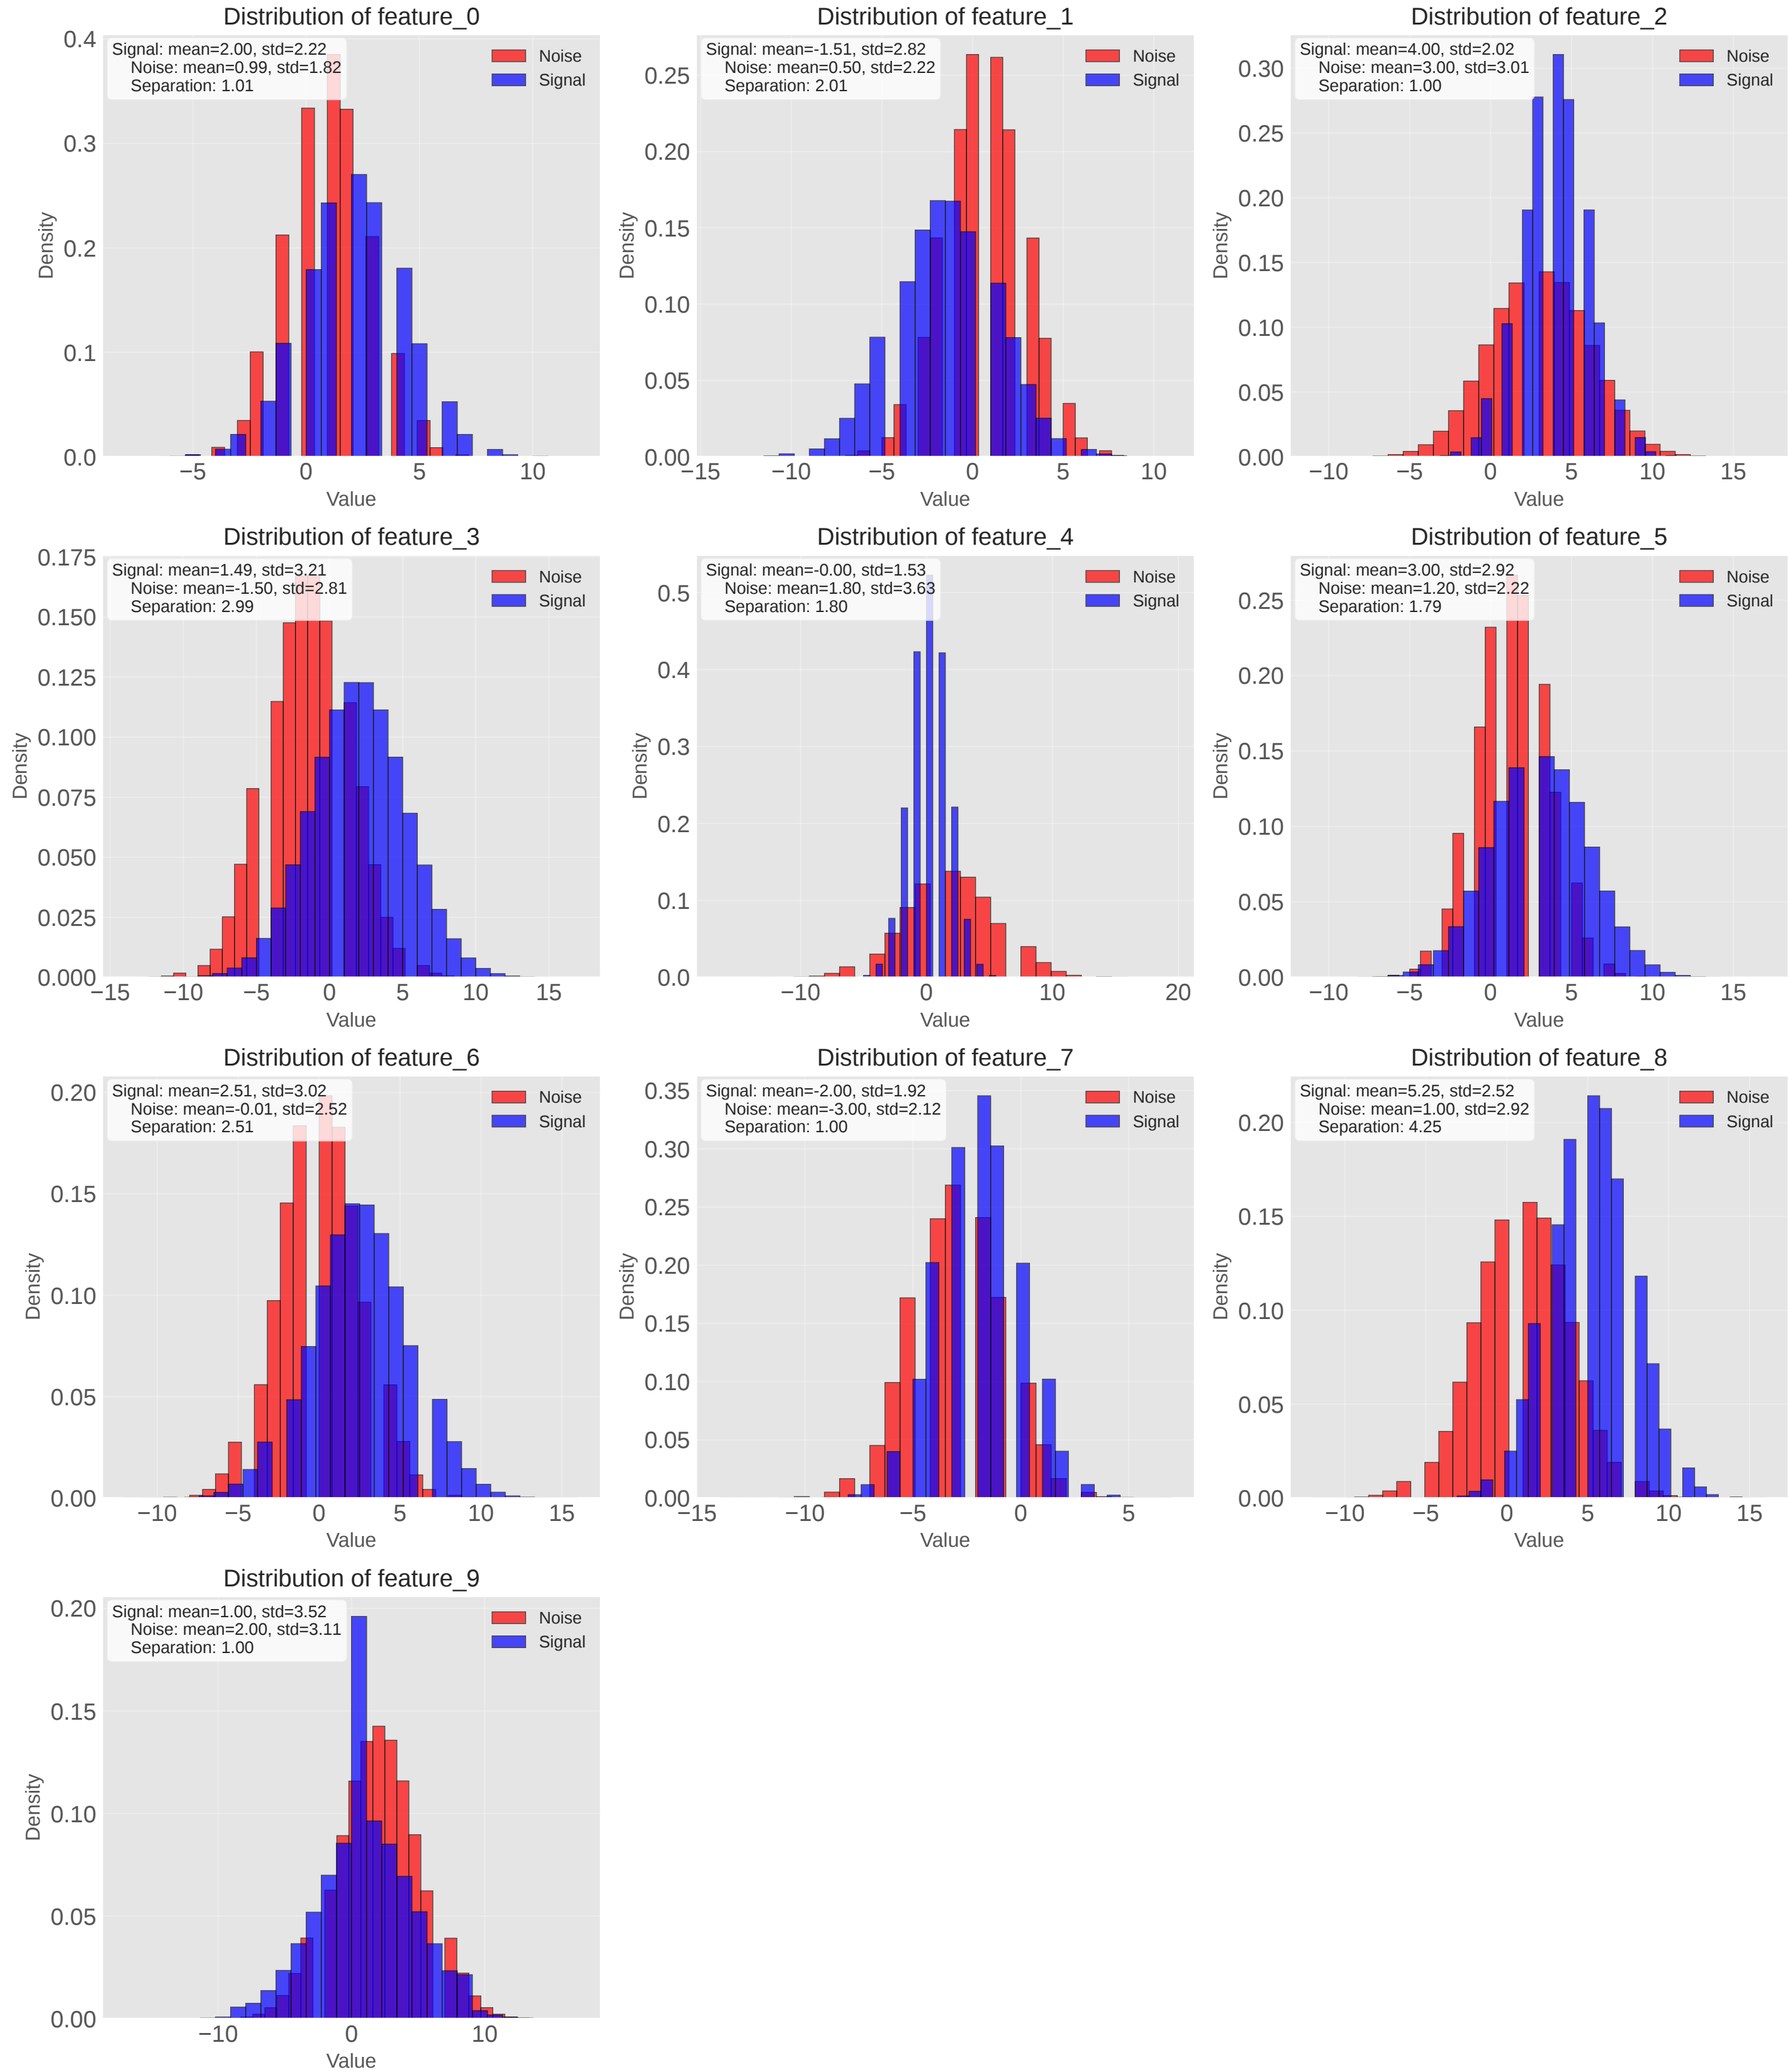 Distribution of feature_0
Signal: mean=2.00, std=2.22
Noise: mean=0.99, std=1.82
Separation: 1.01
Noise
Signal
0.4
0.3
0.2
0.1
0.0
Density
−5
0
5
10
Value
Distribution of feature_1
Signal: mean=-1.51, std=2.82
Noise: mean=0.50, std=2.22
Separation: 2.01
Noise
Signal
0.25
0.20
0.15
0.10
0.05
0.00
Density
−15
−10
−5
0
5
10
Value
Distribution of feature_2
Signal: mean=4.00, std=2.02
Noise: mean=3.00, std=3.01
Separation: 1.00
Noise
Signal
0.30
0.25
0.20
0.15
0.10
0.05
0.00
Density
−10
−5
0
5
10
15
Value
Distribution of feature_3
Signal: mean=1.49, std=3.21
Noise: mean=-1.50, std=2.81
Separation: 2.99
Noise
Signal
0.175
0.150
0.125
0.100
0.075
0.050
0.025
0.000
Density
−15
−10
−5
0
5
10
15
Value
Distribution of feature_4
Signal: mean=-0.00, std=1.53
Noise: mean=1.80, std=3.63
Separation: 1.80
Noise
Signal
0.5
0.4
0.3
0.2
0.1
0.0
Density
−10
0
10
20
Value
Distribution of feature_5
Signal: mean=3.00, std=2.92
Noise: mean=1.20, std=2.22
Separation: 1.79
Noise
Signal
0.25
0.20
0.15
0.10
0.05
0.00
Density
−10
−5
0
5
10
15
Value
Distribution of feature_6
Signal: mean=2.51, std=3.02
Noise: mean=-0.01, std=2.52
Separation: 2.51
Noise
Signal
0.20
0.15
0.10
0.05
0.00
Density
−10
−5
0
5
10
15
Value
Distribution of feature_7
Signal: mean=-2.00, std=1.92
Noise: mean=-3.00, std=2.12
Separation: 1.00
Noise
Signal
0.35
0.30
0.25
0.20
0.15
0.10
0.05
0.00
Density
−15
−10
−5
0
5
Value
Distribution of feature_8
Signal: mean=5.25, std=2.52
Noise: mean=1.00, std=2.92
Separation: 4.25
Noise
Signal
0.20
0.15
0.10
0.05
0.00
Density
−10
−5
0
5
10
15
Value
Distribution of feature_9
Signal: mean=1.00, std=3.52
Noise: mean=2.00, std=3.11
Separation: 1.00
Noise
Signal
0.20
0.15
0.10
0.05
0.00
Density
−10
0
10
Value